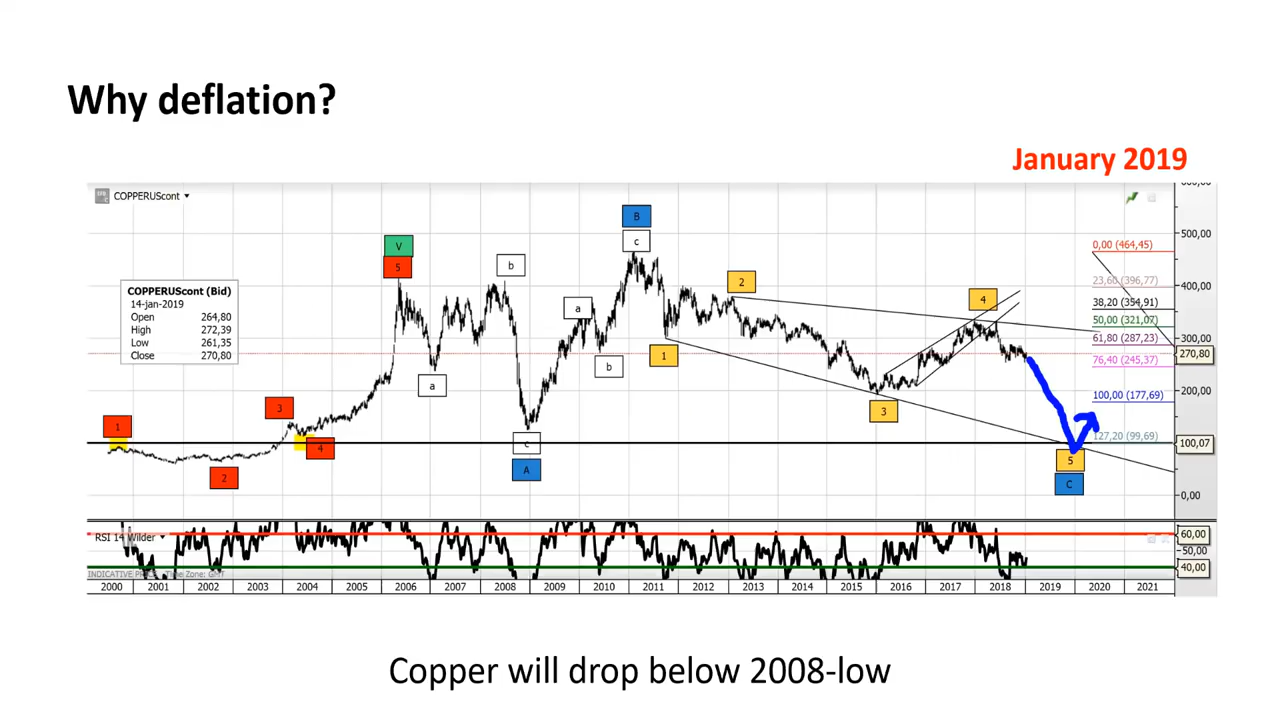 Why deflation?
January 2019
COPPERUScont
COPPERUScont (Bid)
14-jan-2019
Open 264,80
High 272,39
Low 261,35
Close 270,80
1
2
3
4
5
V
a
b
c
A
a
b
c
B
1
2
3
4
5
C
0,00 (464,45)
23,60 (396,77)
38,20 (354,91)
50,00 (321,07)
61,80 (287,23)
76,40 (245,37)
100,00 (177,69)
127,20 (99,69)
500,00
400,00
300,00
270,80
200,00
100,07
0,00
RSI 14 Wilder
60,00
50,00
40,00
2000 2001 2002 2003 2004 2005 2006 2007 2008 2009 2010 2011 2012 2013 2014 2015 2016 2017 2018 2019 2020 2021
Copper will drop below 2008-low